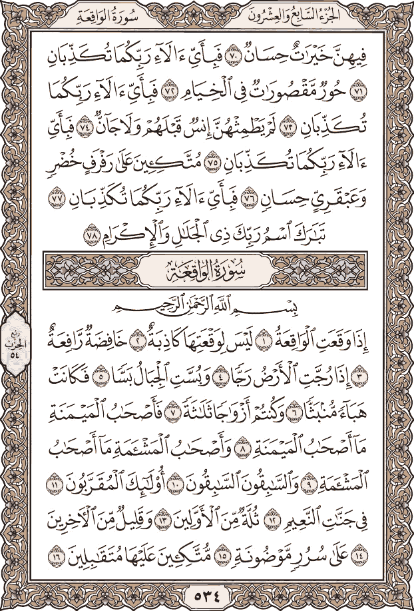 الجزء السابع والعشرون
سورة الواقعة
فِيهِنَّ خَيْرَٰتٌ حِسَانٌ ٧٠ فَبِأَىِّ ءَالَآءِ رَبِّكُمَا تُكَذِّبَانِ
٧١ حُورٌ مَّقْصُورَٰتٌ فِى ٱلْخِيَامِ ٧٢ فَبِأَىِّ ءَالَآءِ رَبِّكُمَا
تُكَذِّبَانِ ٧٣ لَمْ يَطْمِثْهُنَّ إِنسٌ قَبْلَهُمْ وَلَا جَآنٌّ ٧٤ فَبِأَىِّ
ءَالَآءِ رَبِّكُمَا تُكَذِّبَانِ ٧٥ مُتَّكِـِٔينَ عَلَىٰ رَفْرَفٍ خُضْرٍ
وَعَبْقَرِىٍّ حِسَانٍ ٧٦ فَبِأَىِّ ءَالَآءِ رَبِّكُمَا تُكَذِّبَانِ ٧٧
تَبَٰرَكَ ٱسْمُ رَبِّكَ ذِى ٱلْجَلَٰلِ وَٱلْإِكْرَامِ ٧٨
سُورَةُ الْوَاقِعَةِ
بِسْمِ ٱللَّهِ ٱلرَّحْمَٰنِ ٱلرَّحِيمِ
إِذَا وَقَعَتِ ٱلْوَاقِعَةُ ١ لَيْسَ لِوَقْعَتِهَا كَاذِبَةٌ ٢ خَافِضَةٌ رَّافِعَةٌ
٣ إِذَا رُجَّتِ ٱلْأَرْضُ رَجًّا ٤ وَبُسَّتِ ٱلْجِبَالُ بَسًّا ٥ فَكَانَتْ
هَبَآءً مُّنۢبَثًّا ٦ وَكُنتُمْ أَزْوَٰجًا ثَلَٰثَةً ٧ فَأَصْحَٰبُ ٱلْمَيْمَنَةِ
مَآ أَصْحَٰبُ ٱلْمَيْمَنَةِ ٨ وَأَصْحَٰبُ ٱلْمَشْـَٔمَةِ مَآ أَصْحَٰبُ
ٱلْمَشْـَٔمَةِ ٩ وَٱلسَّٰبِقُونَ ٱلسَّٰبِقُونَ ١٠ أُو۟لَٰٓئِكَ ٱلْمُقَرَّبُونَ ١١
فِى جَنَّٰتِ ٱلنَّعِيمِ ١٢ ثُلَّةٌ مِّنَ ٱلْأَوَّلِينَ ١٣ وَقَلِيلٌ مِّنَ ٱلْءَاخِرِينَ
١٤ عَلَىٰ سُرُرٍ مَّوْضُونَةٍ ١٥ مُّتَّكِـِٔينَ عَلَيْهَا مُتَقَٰبِلِينَ ١٦
الحزب
٥٤
٥٣٤